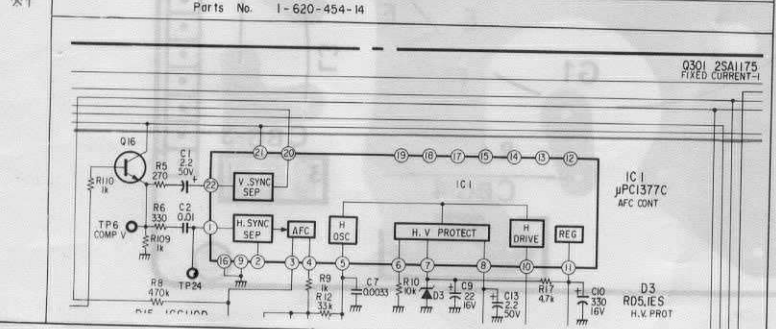 Parts No. 1-620-454-14
Q301 2SA1175
FIXED CURRENT-1
Q16
R110
1k
R5
270
C1
2.2
50V
+
TP6
COMP V
R6
330
C2
0.01
R109
1k
TP24
21
20
19
18
17
15
14
13
12
22
V.SYNC
SEP
IC1
IC1
μPC1377C
AFC CONT
1
H.SYNC
SEP
AFC
H
OSC
H.V PROTECT
H
DRIVE
REG
16
9
2
3
4
5
6
7
8
10
11
R8
470k
R9
1k
R12
33k
C7
0.0033
R10
10k
D3
+
C9
22
16V
+
C13
2.2
50V
R17
4.7k
+
C10
330
16V
D3
RD5.1ES
H.V. PROT